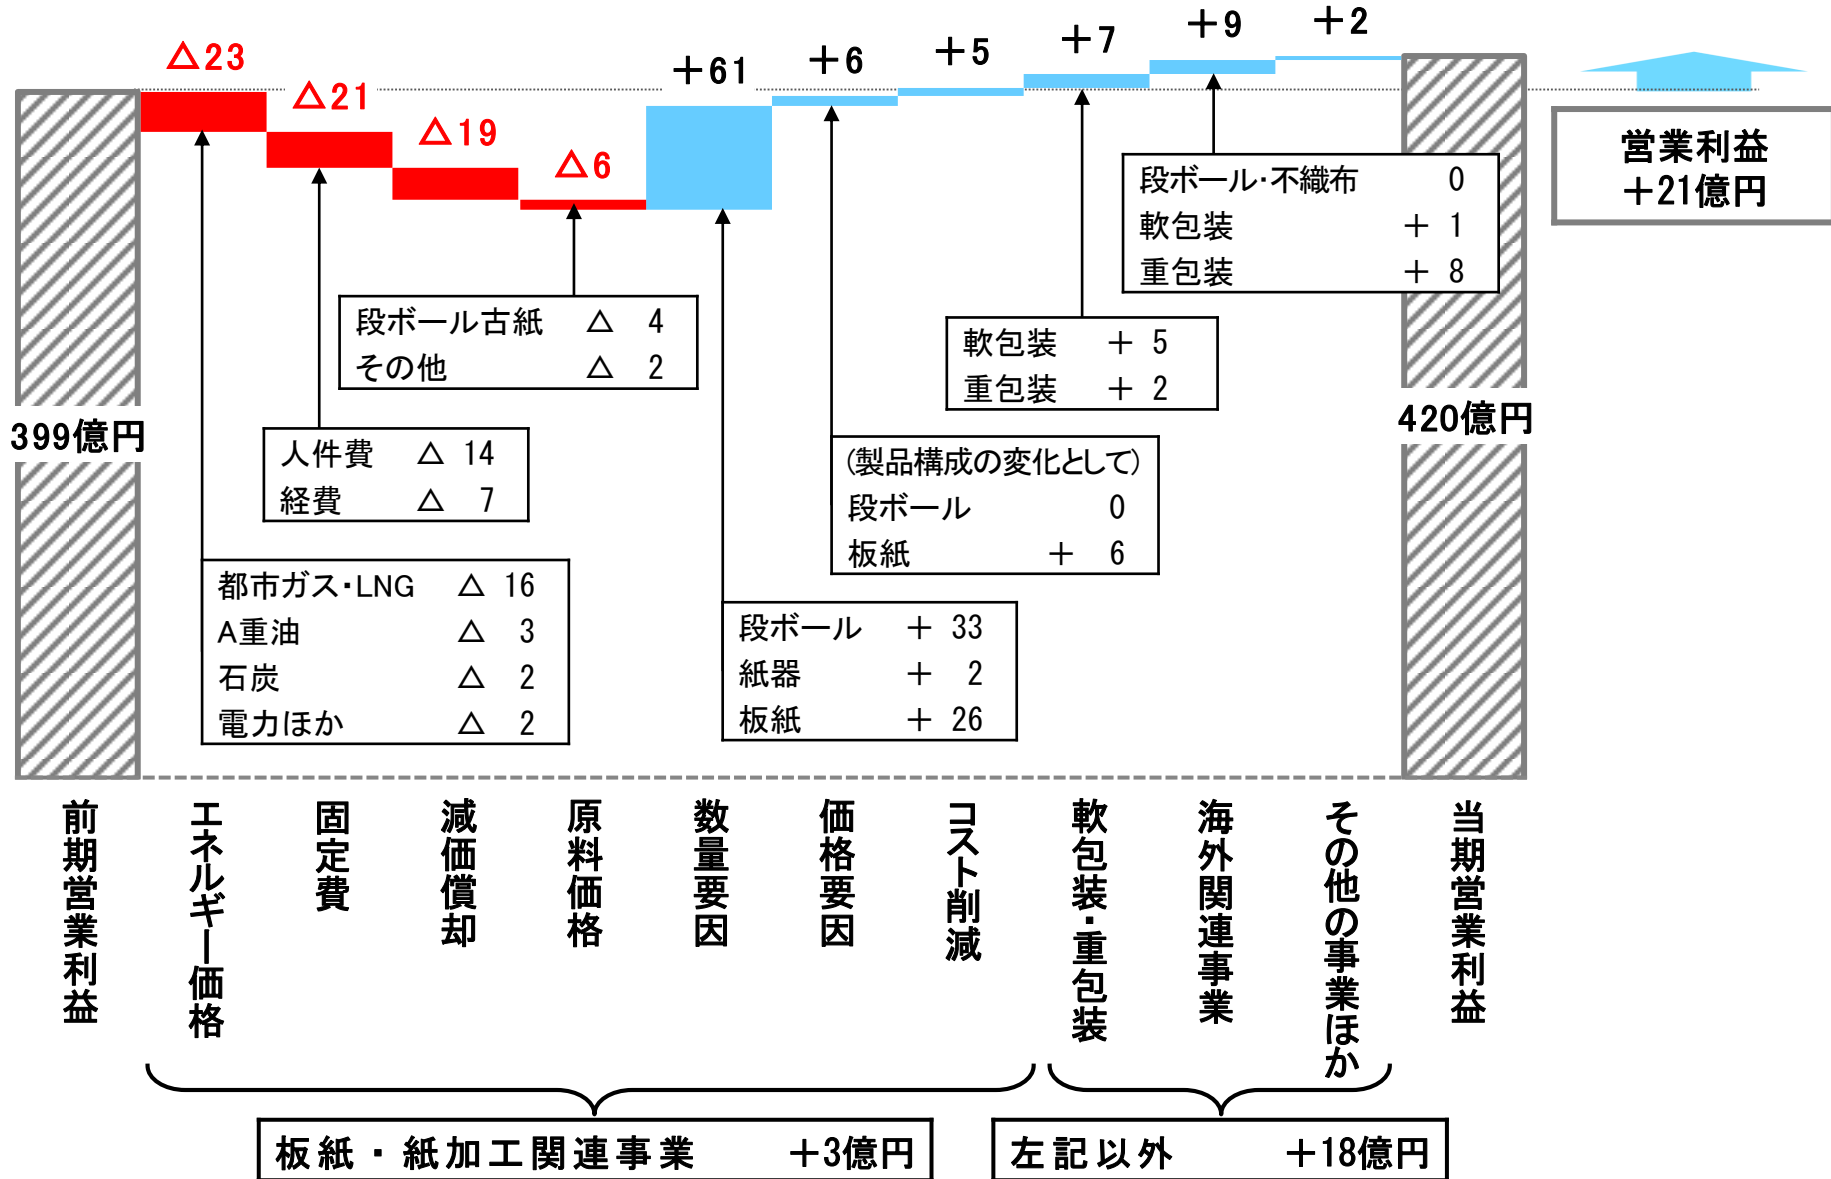 △23
△21
△19
△6
+61
+6
+5
+7
+9
+2
営業利益
+21億円
段ボール・不織布 0
軟包装 + 1
重包装 + 8
段ボール古紙 △ 4
その他 △ 2
軟包装 + 5
重包装 + 2
399億円
420億円
人件費 △ 14
経費 △ 7
(製品構成の変化として)
段ボール 0
板紙 + 6
都市ガス・LNG △ 16
A重油 △ 3
石炭 △ 2
電力ほか △ 2
段ボール + 33
紙器 + 2
板紙 + 26
前期営業利益
エネルギー価格
固定費
減価償却
原料価格
数量要因
価格要因
コスト削減
軟包装・重包装
海外関連事業
その他の事業ほか
当期営業利益
板紙・紙加工関連事業 +3億円
左記以外 +18億円